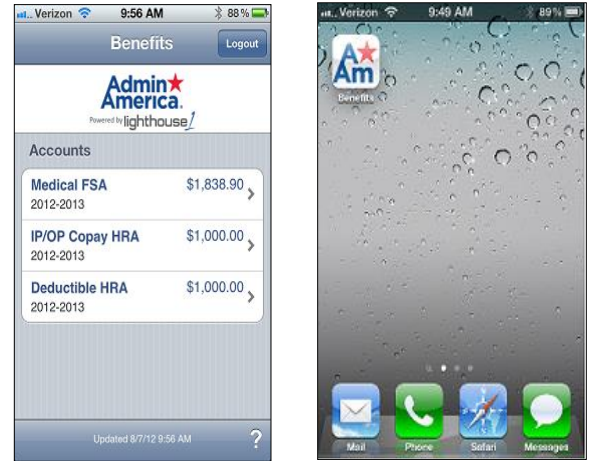 Verizon 9:56 AM 88%
Benefits
Logout
Admin
America.
Powered by lighthouse1
Accounts
Medical FSA $1,838.90
2012-2013
IP/OP Copay HRA $1,000.00
2012-2013
Deductible HRA $1,000.00
2012-2013
Updated 8/7/12 9:56 AM ?
Verizon 9:49 AM 89%
A
Am
Benefits
Mail Phone Safari Messages